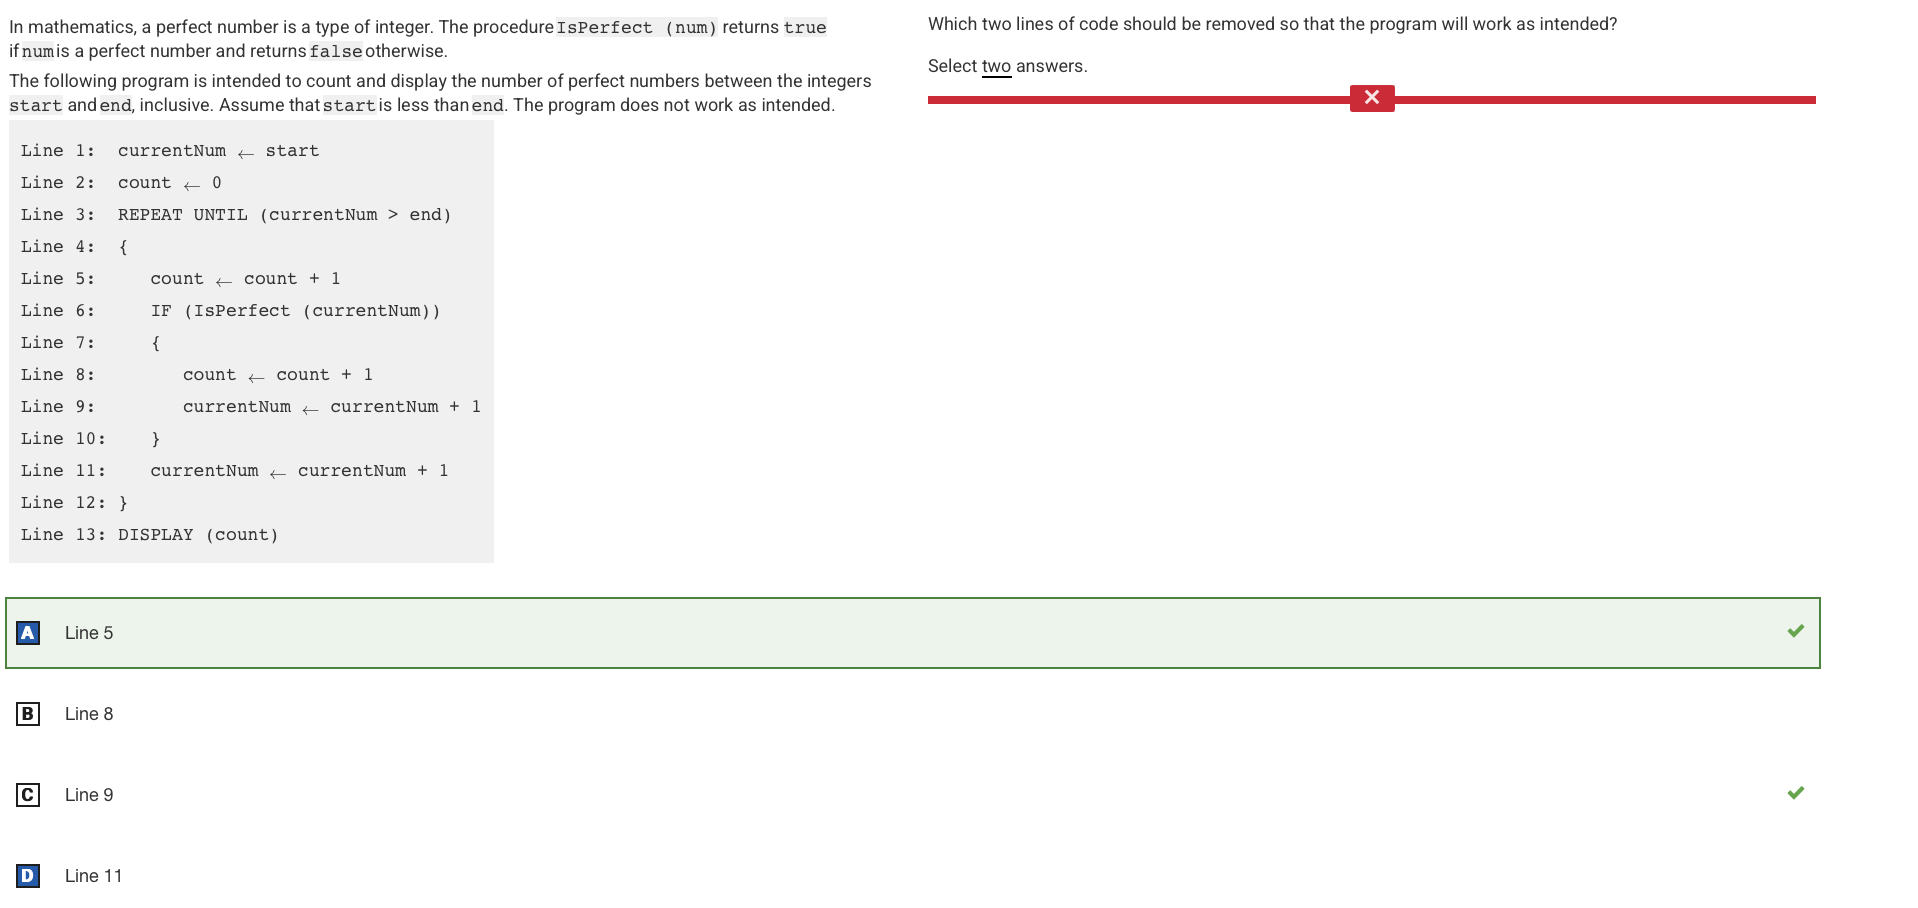 In mathematics, a perfect number is a type of integer. The procedure IsPerfect (num) returns true
if num is a perfect number and returns false otherwise.
The following program is intended to count and display the number of perfect numbers between the integers
start and end, inclusive. Assume that start is less than end. The program does not work as intended.
Line 1: currentNum ← start
Line 2: count ← 0
Line 3: REPEAT UNTIL (currentNum > end)
Line 4: {
Line 5: count ← count + 1
Line 6: IF (IsPerfect (currentNum))
Line 7: {
Line 8: count ← count + 1
Line 9: currentNum ← currentNum + 1
Line 10: }
Line 11: currentNum ← currentNum + 1
Line 12: }
Line 13: DISPLAY (count)
Which two lines of code should be removed so that the program will work as intended?
Select two answers.
A Line 5
B Line 8
C Line 9
D Line 11